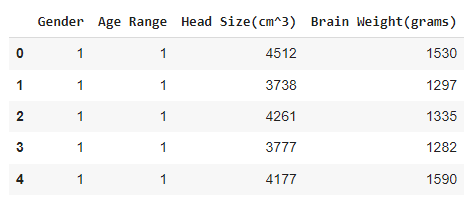 Gender Age Range Head Size(cm^3) Brain Weight(grams)
0 1 1 4512 1530
1 1 1 3738 1297
2 1 1 4261 1335
3 1 1 3777 1282
4 1 1 4177 1590